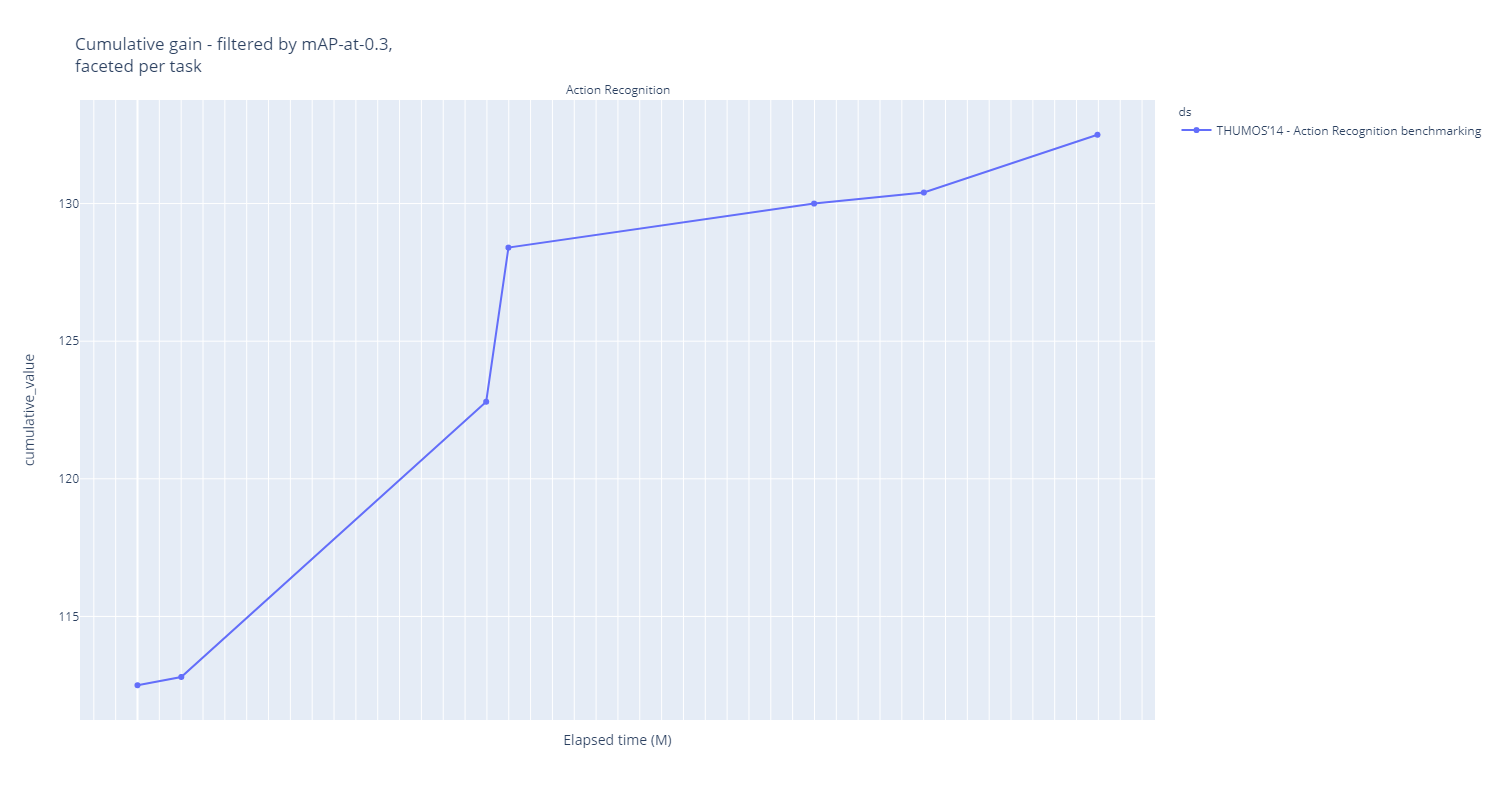 Cumulative gain - filtered by mAP-at-0.3,
faceted per task
Action Recognition
ds
THUMOS'14 - Action Recognition benchmarking
130
125
120
115
cumulative_value
Elapsed time (M)